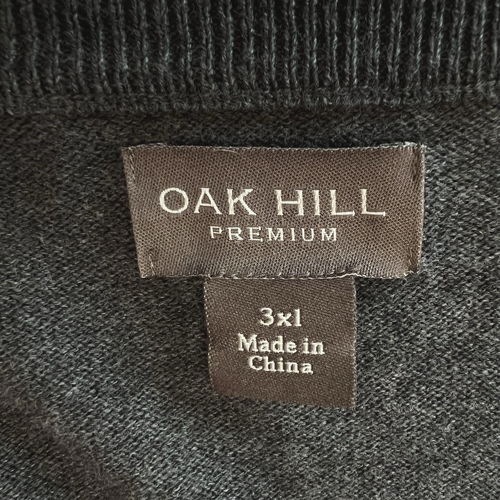 OAK HILL
PREMIUM
3xl
Made in
China